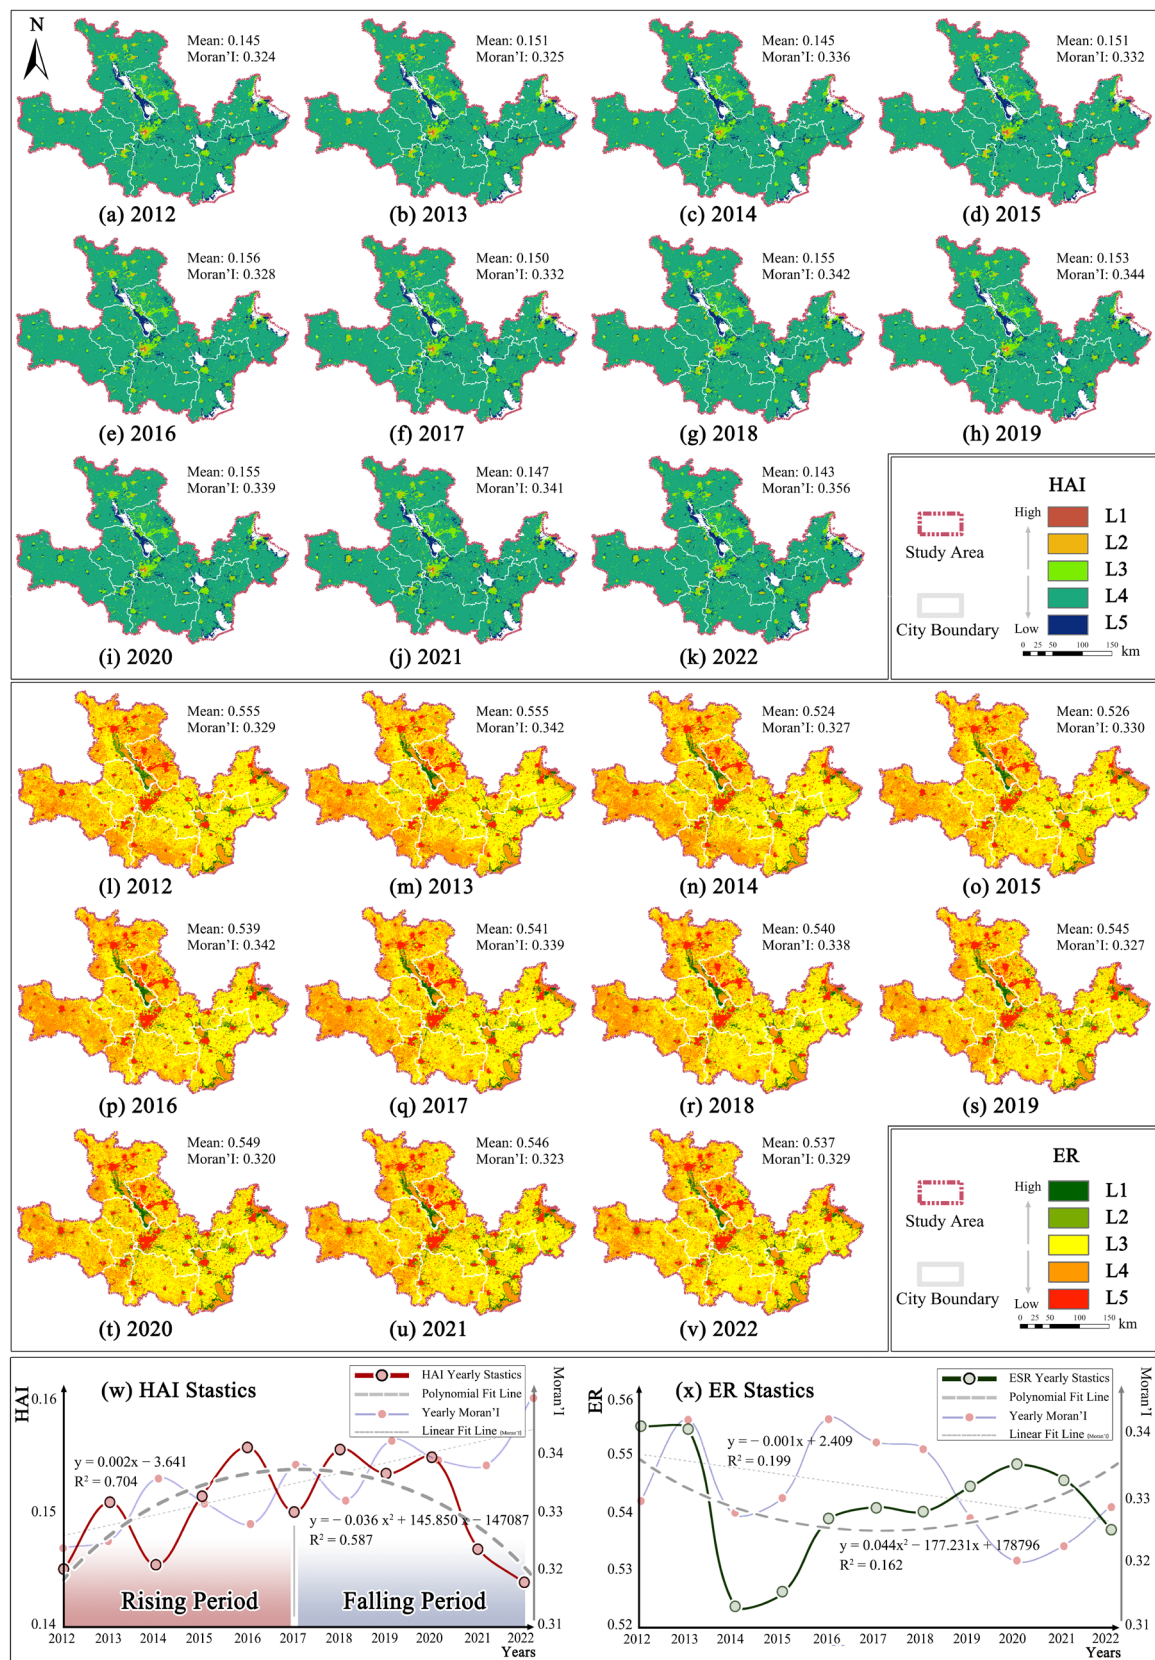 N
Mean: 0.145
Moran'I: 0.324
(a) 2012
Mean: 0.151
Moran'I: 0.325
(b) 2013
Mean: 0.145
Moran'I: 0.336
(c) 2014
Mean: 0.151
Moran'I: 0.332
(d) 2015
Mean: 0.156
Moran'I: 0.328
(e) 2016
Mean: 0.150
Moran'I: 0.332
(f) 2017
Mean: 0.155
Moran'I: 0.342
(g) 2018
Mean: 0.153
Moran'I: 0.344
(h) 2019
Mean: 0.155
Moran'I: 0.339
(i) 2020
Mean: 0.147
Moran'I: 0.341
(j) 2021
Mean: 0.143
Moran'I: 0.356
(k) 2022
HAI
Study Area
City Boundary
High
Low
L1
L2
L3
L4
L5
0 25 50 100 150
km
Mean: 0.555
Moran'I: 0.329
(l) 2012
Mean: 0.555
Moran'I: 0.342
(m) 2013
Mean: 0.524
Moran'I: 0.327
(n) 2014
Mean: 0.526
Moran'I: 0.330
(o) 2015
Mean: 0.539
Moran'I: 0.342
(p) 2016
Mean: 0.541
Moran'I: 0.339
(q) 2017
Mean: 0.540
Moran'I: 0.338
(r) 2018
Mean: 0.545
Moran'I: 0.327
(s) 2019
Mean: 0.549
Moran'I: 0.320
(t) 2020
Mean: 0.546
Moran'I: 0.323
(u) 2021
Mean: 0.537
Moran'I: 0.329
(v) 2022
ER
Study Area
City Boundary
High
Low
L1
L2
L3
L4
L5
0 25 50 100 150
km
(w) HAI Stastics
HAI
Moran'I
HAI Yearly Stastics
Polynomial Fit Line
Yearly Moran'I
Linear Fit Line (Moran'I)
0.16
0.15
0.14
0.34
0.33
0.32
0.31
y = 0.002x − 3.641
R² = 0.704
y = − 0.036 x² + 145.850 x − 147087
R² = 0.587
Rising Period
Falling Period
2012 2013 2014 2015 2016 2017 2018 2019 2020 2021 2022
Years
(x) ER Stastics
ER
Moran'I
ESR Yearly Stastics
Polynomial Fit Line
Yearly Moran'I
Linear Fit Line (Moran'I)
0.56
0.55
0.54
0.53
0.52
0.34
0.33
0.32
0.31
y = − 0.001x + 2.409
R² = 0.199
y = 0.044x² − 177.231x + 178796
R² = 0.162
2012 2013 2014 2015 2016 2017 2018 2019 2020 2021 2022
Years